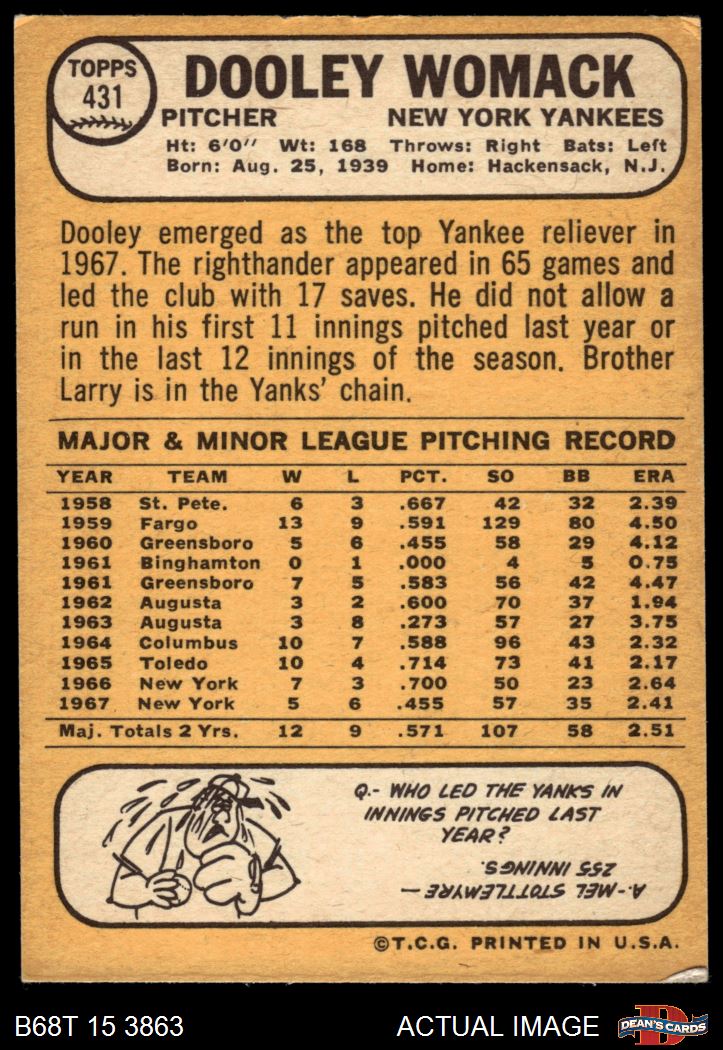 TOPPS
431
DOOLEY WOMACK
PITCHER NEW YORK YANKEES
Ht: 6'0" Wt: 168 Throws: Right Bats: Left
Born: Aug. 25, 1939 Home: Hackensack, N.J.
Dooley emerged as the top Yankee reliever in
1967. The righthander appeared in 65 games and
led the club with 17 saves. He did not allow a
run in his first 11 innings pitched last year or
in the last 12 innings of the season. Brother
Larry is in the Yanks' chain.
MAJOR & MINOR LEAGUE PITCHING RECORD
YEAR TEAM W L PCT. SO BB ERA
1958 St. Pete. 6 3 .667 42 32 2.39
1959 Fargo 13 9 .591 129 80 4.50
1960 Greensboro 5 6 .455 58 29 4.12
1961 Binghamton 0 1 .000 4 5 0.75
1961 Greensboro 7 5 .583 56 42 4.47
1962 Augusta 3 2 .600 70 37 1.94
1963 Augusta 3 8 .273 57 27 3.75
1964 Columbus 10 7 .588 96 43 2.32
1965 Toledo 10 4 .714 73 41 2.17
1966 New York 7 3 .700 50 23 2.64
1967 New York 5 6 .455 57 35 2.41
Maj. Totals 2 Yrs. 12 9 .571 107 58 2.51
Q.- WHO LED THE YANKS IN
INNINGS PITCHED LAST
YEAR?
A.- MEL STOTTLEMYRE —
255 INNINGS.
©T.C.G. PRINTED IN U.S.A.
B68T 15 3863 ACTUAL IMAGE D DEAN'S CARDS